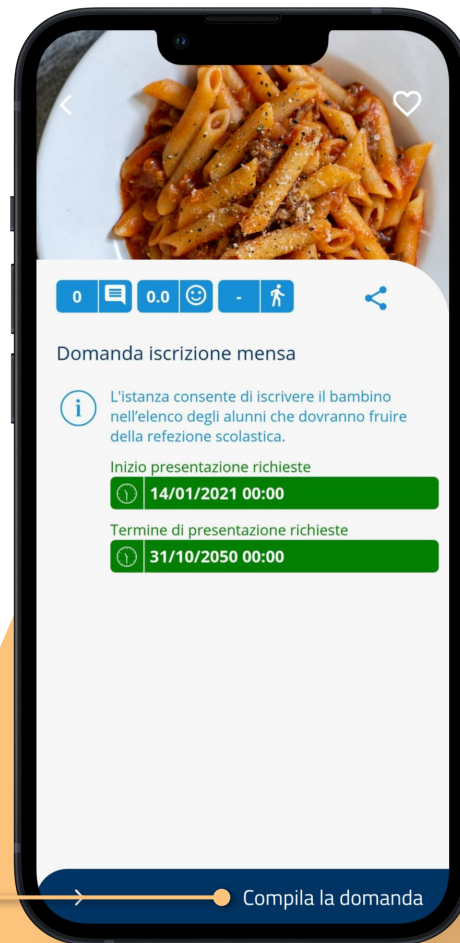 0
0.0
-
Domanda iscrizione mensa
i
L'istanza consente di iscrivere il bambino
nell’elenco degli alunni che dovranno fruire
della refezione scolastica.
Inizio presentazione richieste
14/01/2021 00:00
Termine di presentazione richieste
31/10/2050 00:00
Compila la domanda